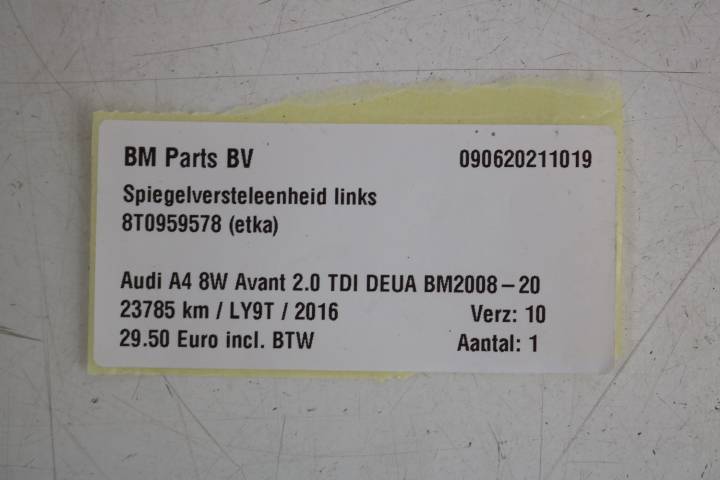 BM Parts BV 090620211019
Spiegelversteleenheid links
8T0959578 (etka)
Audi A4 8W Avant 2.0 TDI DEUA BM2008-20
23785 km / LY9T / 2016 Verz: 10
29.50 Euro incl. BTW Aantal: 1